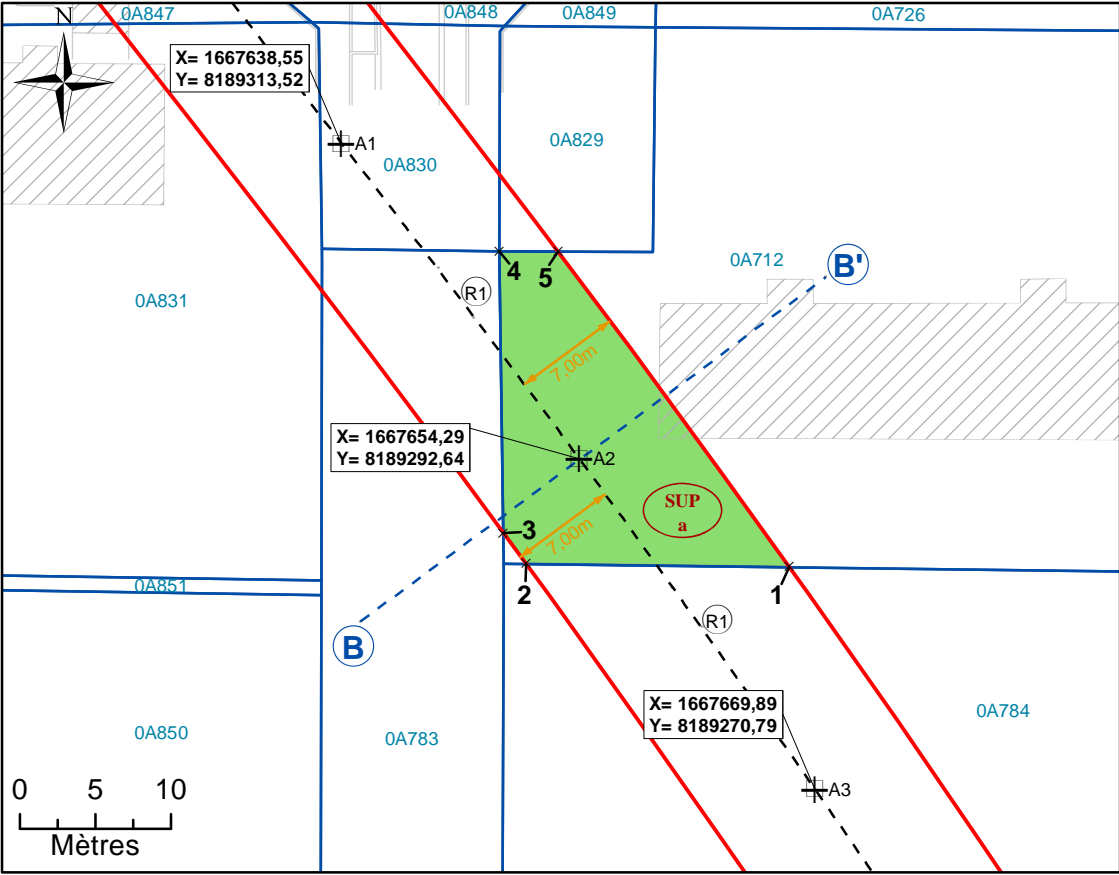 0A847
0A848
0A849
0A726
N
X= 1667638,55
Y= 8189313,52
A1
0A830
0A829
4
5
0A712
B'
0A831
R1
7,00m
X= 1667654,29
Y= 8189292,64
A2
SUP
a
3
7,00m
2
1
0A851
R1
B
X= 1667669,89
Y= 8189270,79
0A784
0A850
0A783
A3
0 5 10
Mètres